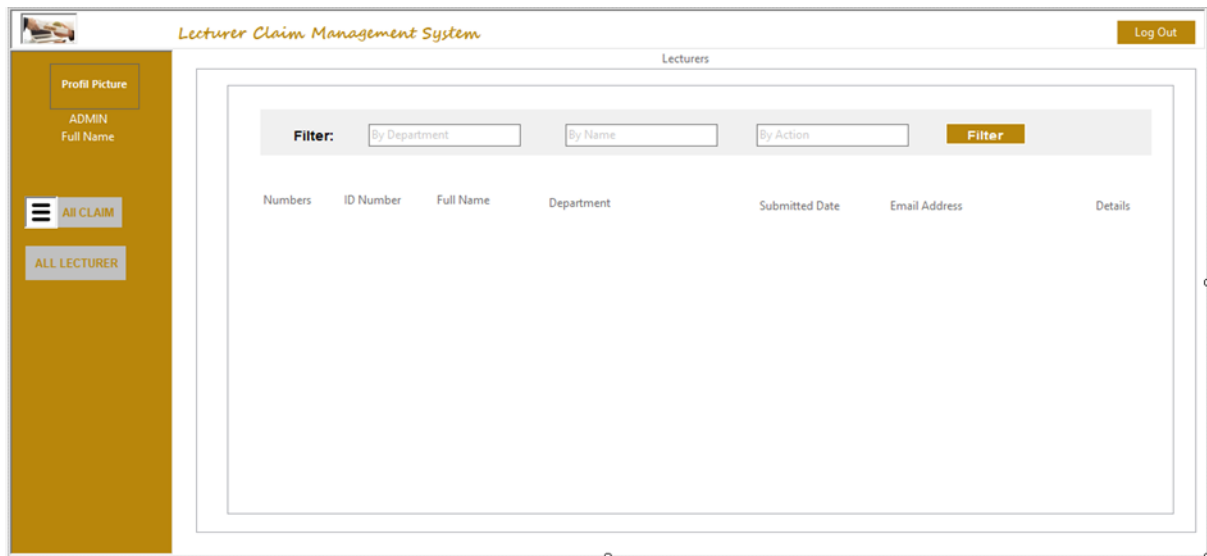 Lecturer Claim Management System
Log Out
Lecturers
Profil Picture
ADMIN
Full Name
All CLAIM
ALL LECTURER
Filter: By Department By Name By Action Filter
Numbers ID Number Full Name Department Submitted Date Email Address Details